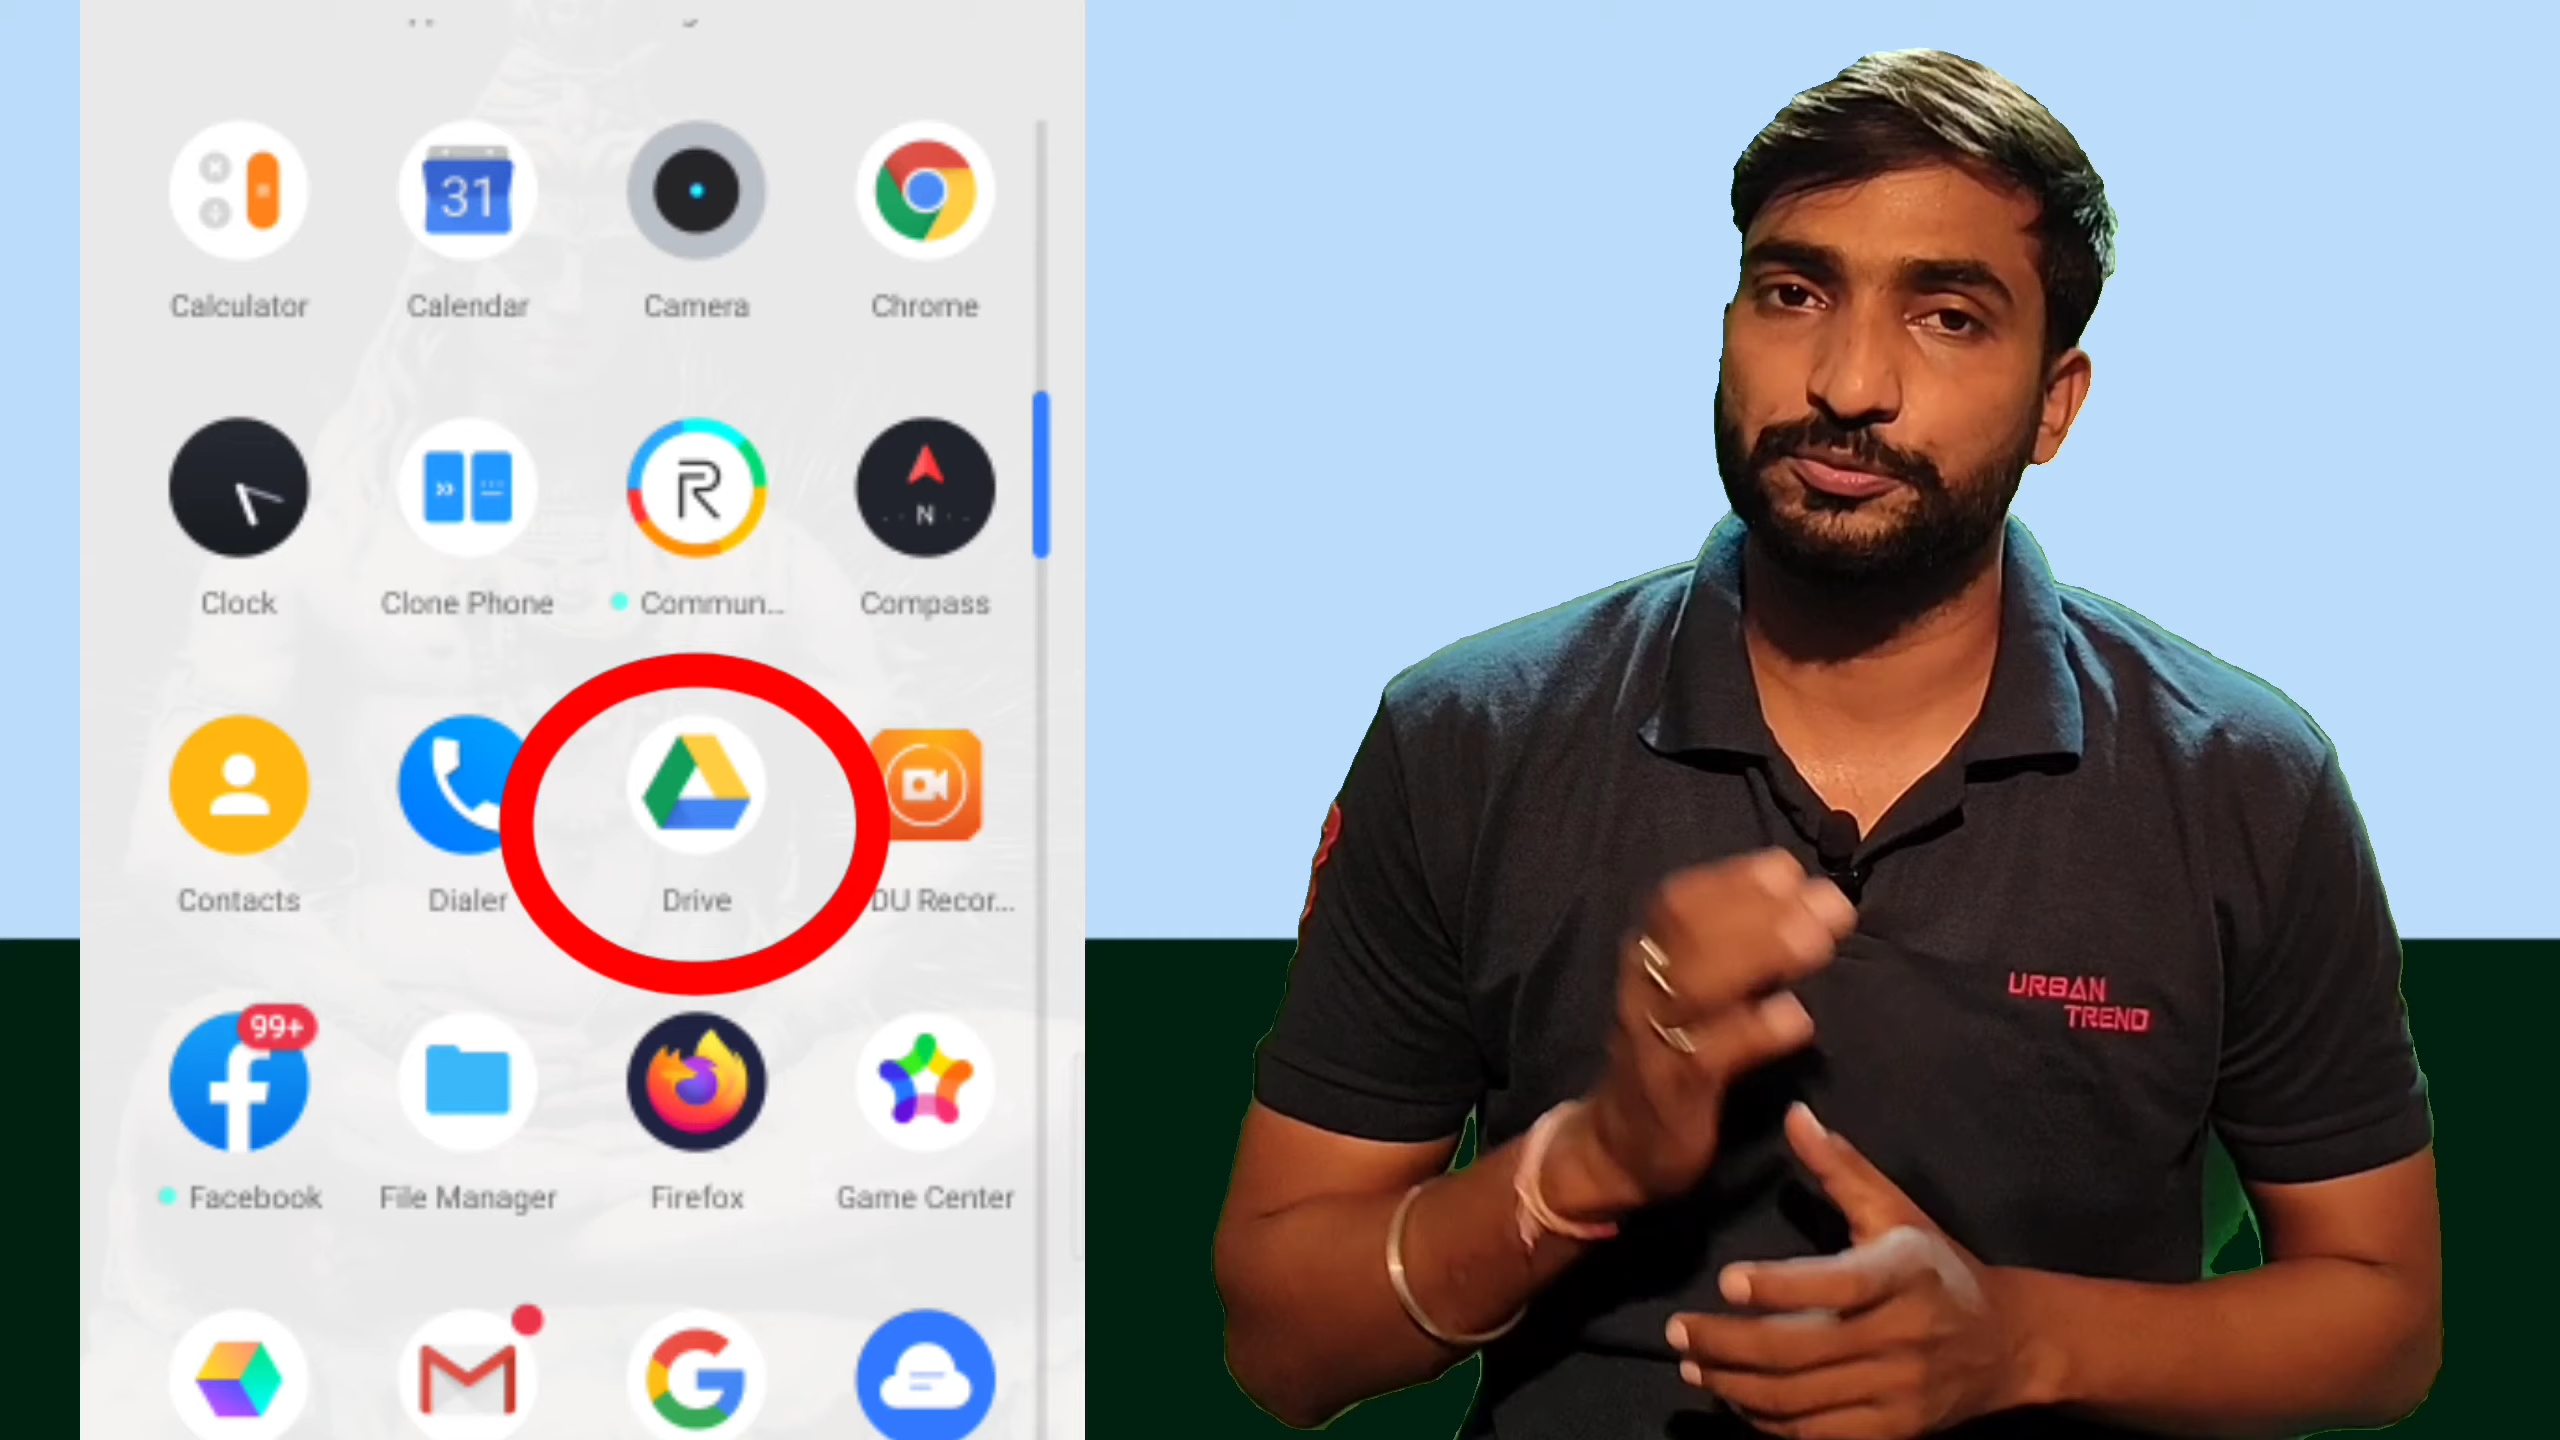 31
Calculator Calendar Camera Chrome
N
Clock Clone Phone Commun... Compass
Contacts Dialer Drive DU Recor...
99+
Facebook File Manager Firefox Game Center
URBAN
TREND